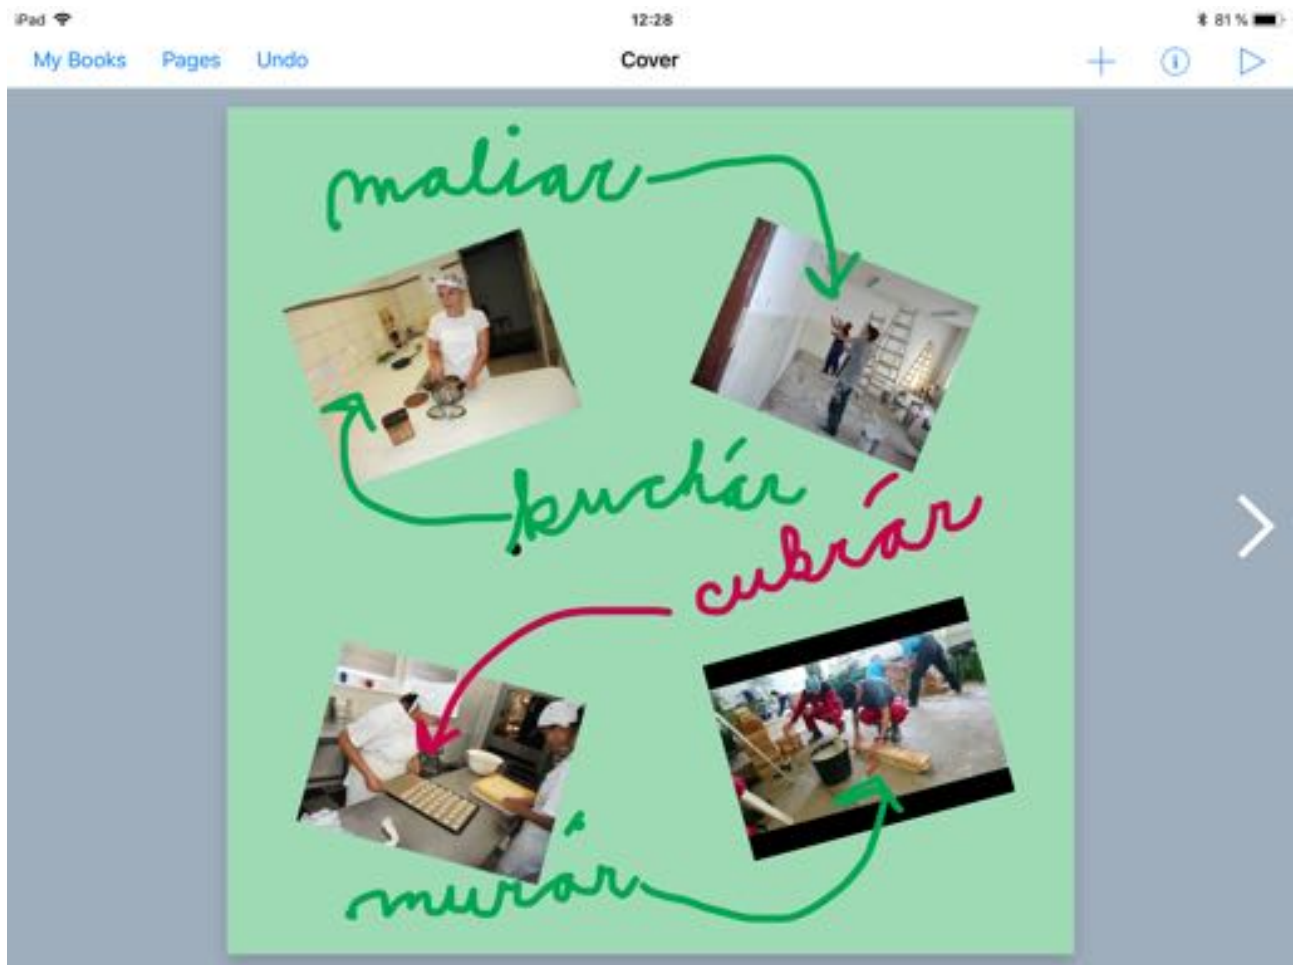 iPad 12:28 81 %
My Books Pages Undo Cover
maliar
kuchár
cukrár
murár